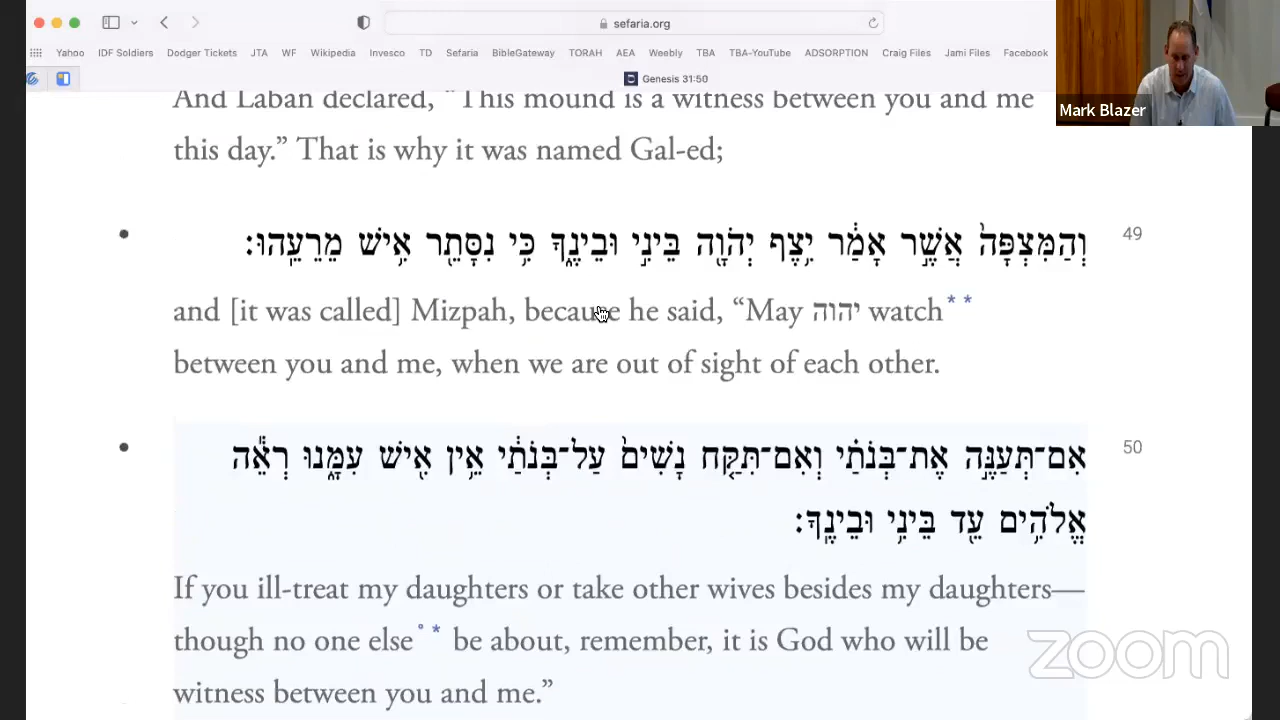 sefaria.org
Yahoo IDF Soldiers Dodger Tickets JTA WF Wikipedia Invesco TD Sefaria BibleGateway TORAH AEA Weebly TBA TBA-YouTube ADSORPTION Craig Files Jami Files Facebook
Genesis 31:50
Mark Blazer
And Laban declared, “This mound is a witness between you and me
this day.” That is why it was named Gal-ed;
49
וְהַמִּצְפָּה֙ אֲשֶׁ֣ר אָמַ֔ר יִ֥צֶף יְהֹוָ֖ה בֵּינִ֣י וּבֵינֶ֑ךָ כִּ֥י נִסָּתֵ֖ר אִ֥ישׁ מֵרֵעֵֽהוּ׃
and [it was called] Mizpah, because he said, “May יהוה watch* *
between you and me, when we are out of sight of each other.
50
אִם־תְּעַנֶּ֣ה אֶת־בְּנֹתַ֗י וְאִם־תִּקַּ֤ח נָשִׁים֙ עַל־בְּנֹתַ֔י אֵ֥ין אִ֖ישׁ עִמָּ֑נוּ רְאֵ֕ה
אֱלֹהִ֥ים עֵ֖ד בֵּינִ֥י וּבֵינֶֽךָ׃
If you ill-treat my daughters or take other wives besides my daughters—
though no one else° * be about, remember, it is God who will be
witness between you and me.”
zoom